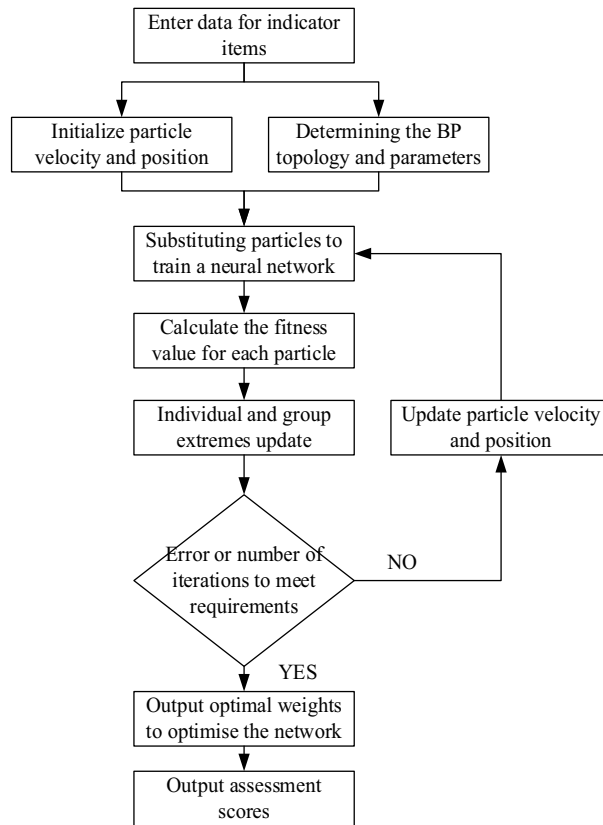 Enter data for indicator
items
Initialize particle
velocity and position
Determining the BP
topology and parameters
Substituting particles to
train a neural network
Calculate the fitness
value for each particle
Individual and group
extremes update
Update particle velocity
and position
Error or number of
iterations to meet
requirements
NO
YES
Output optimal weights
to optimise the network
Output assessment
scores